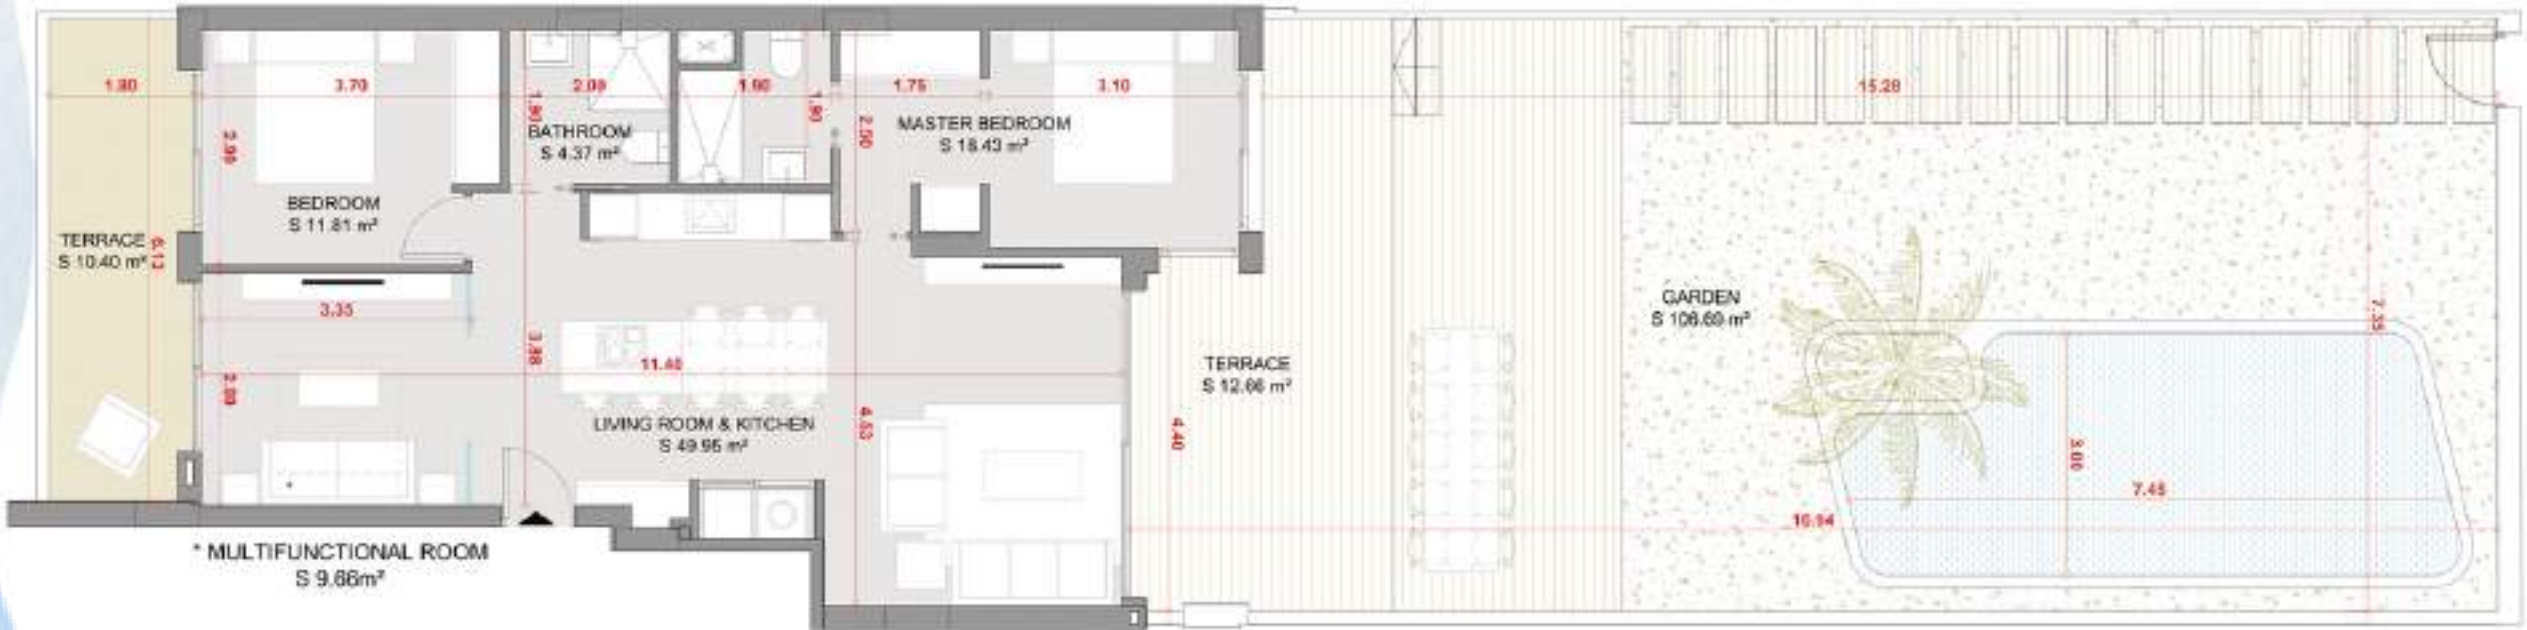 1.80
3.70
2.00
1.90
1.75
3.10
15.28
1.90
1.90
2.50
2.90
BATHROOM
S 4.37 m²
MASTER BEDROOM
S 18.43 m²
BEDROOM
S 11.81 m²
TERRACE
S 10.40 m²
6.13
3.35
3.88
11.40
2.80
LIVING ROOM & KITCHEN
S 49.95 m²
4.53
TERRACE
S 12.66 m²
4.40
GARDEN
S 106.69 m²
7.35
3.00
7.45
16.94
* MULTIFUNCTIONAL ROOM
S 9.66m²